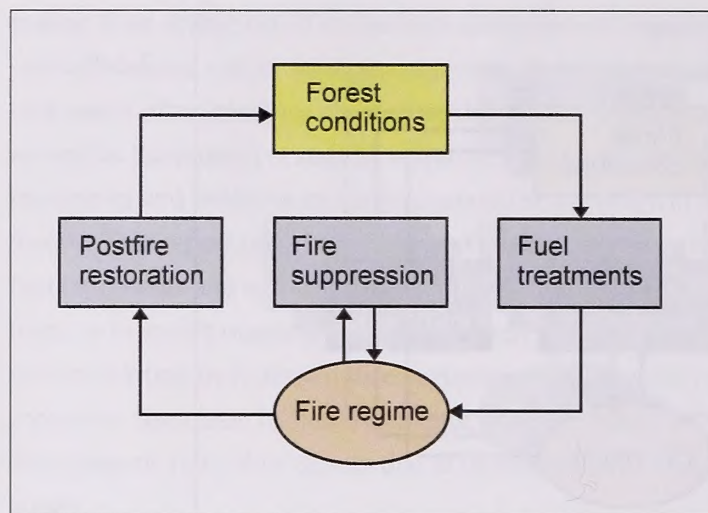 Forest
conditions
Postfire
restoration
Fire
suppression
Fuel
treatments
Fire regime